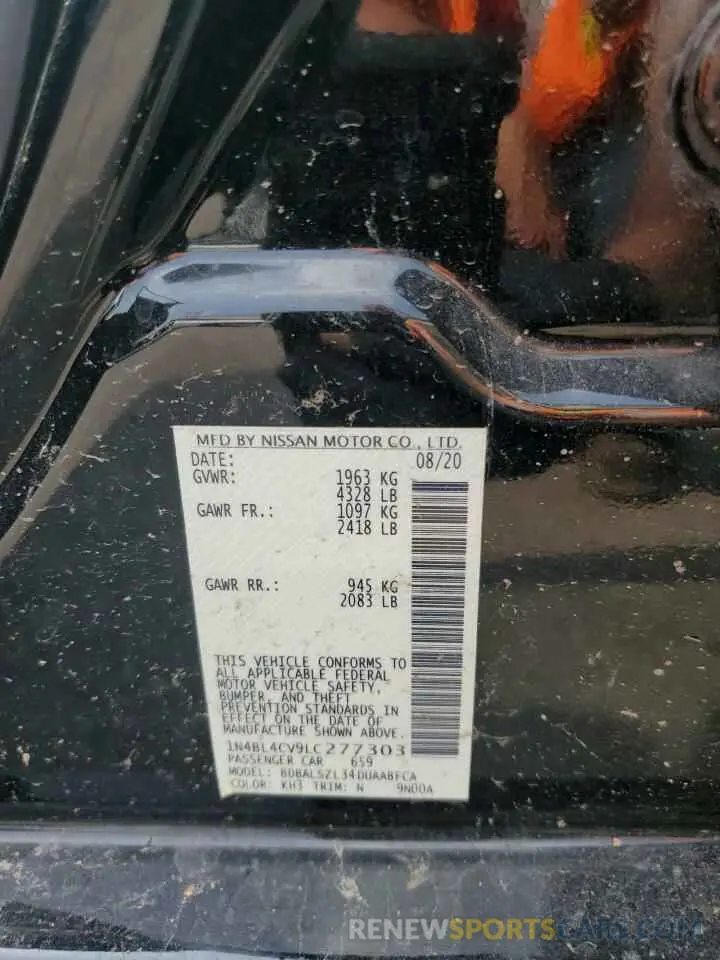 MFD BY NISSAN MOTOR CO., LTD.
DATE: 08/20
GVWR: 1963 KG
4328 LB
GAWR FR.: 1097 KG
2418 LB
GAWR RR.: 945 KG
2083 LB
THIS VEHICLE CONFORMS TO
ALL APPLICABLE FEDERAL
MOTOR VEHICLE SAFETY,
BUMPER, AND THEFT
PREVENTION STANDARDS IN
EFFECT ON THE DATE OF
MANUFACTURE SHOWN ABOVE.
1N4BL4CV9LC277303
PASSENGER CAR 659
MODEL: BDBALSZL34DUAABFCA
COLOR: KH3 TRIM: N 9N00A
RENEWSPORTSCARS.COM